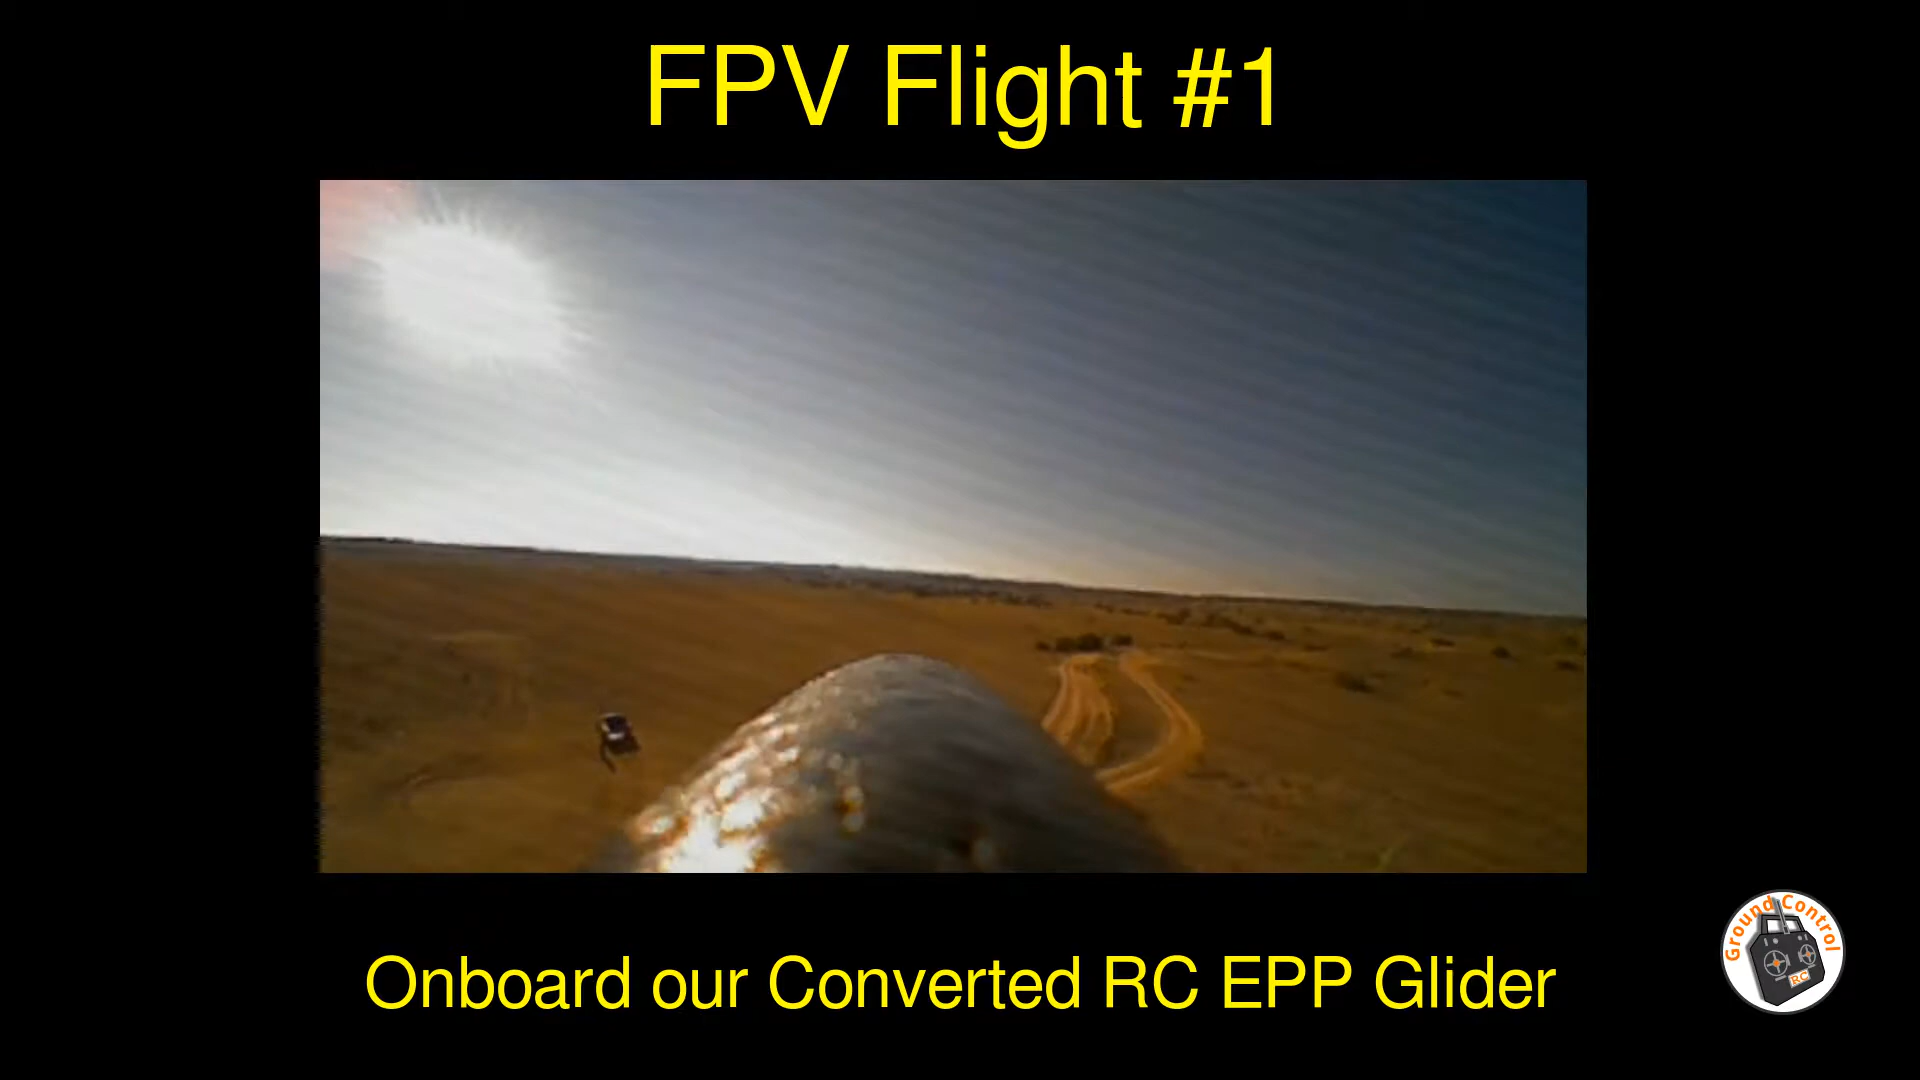 FPV Flight #1
Onboard our Converted RC EPP Glider
Ground Control
RC